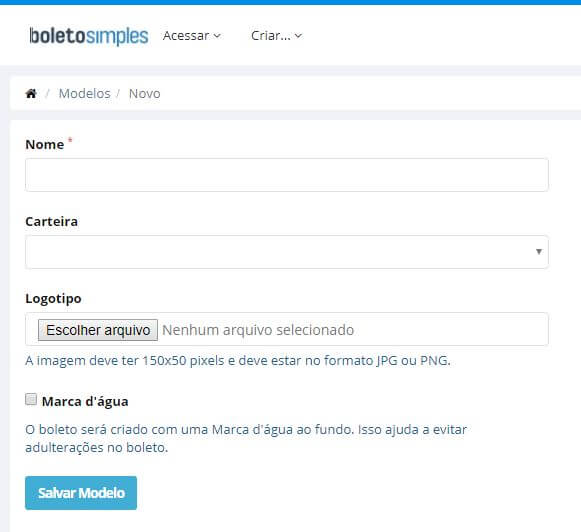 boletosimples Acessar Criar...
/ Modelos / Novo
Nome *
Carteira
Logotipo
Escolher arquivo Nenhum arquivo selecionado
A imagem deve ter 150x50 pixels e deve estar no formato JPG ou PNG.
Marca d'água
O boleto será criado com uma Marca d'água ao fundo. Isso ajuda a evitar
adulterações no boleto.
Salvar Modelo